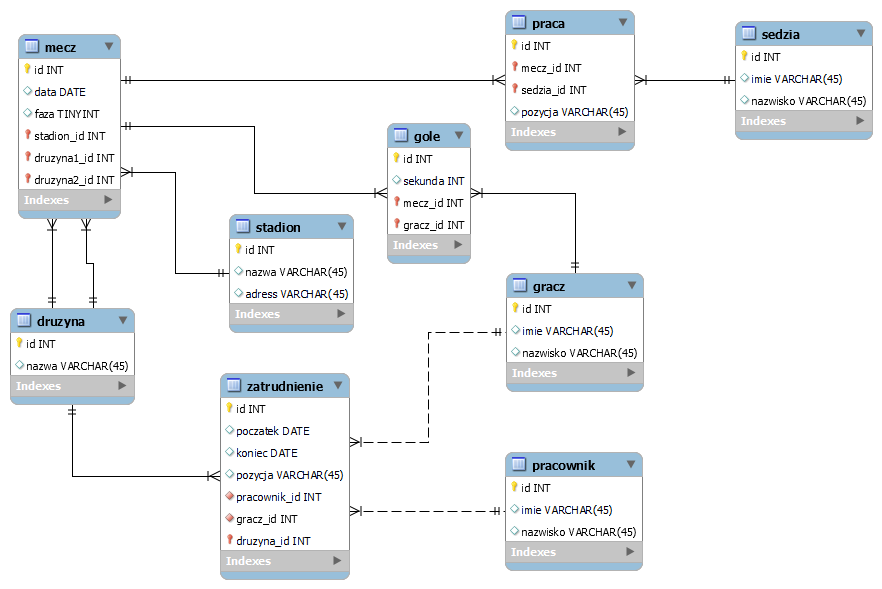 mecz
id INT
data DATE
faza TINYINT
stadion_id INT
druzyna1_id INT
druzyna2_id INT
Indexes
praca
id INT
mecz_id INT
sedzia_id INT
pozycja VARCHAR(45)
Indexes
sedzia
id INT
imie VARCHAR(45)
nazwisko VARCHAR(45)
Indexes
gole
id INT
sekunda INT
mecz_id INT
gracz_id INT
Indexes
stadion
id INT
nazwa VARCHAR(45)
adress VARCHAR(45)
Indexes
gracz
id INT
imie VARCHAR(45)
nazwisko VARCHAR(45)
Indexes
druzyna
id INT
nazwa VARCHAR(45)
Indexes
zatrudnienie
id INT
poczatek DATE
koniec DATE
pozycja VARCHAR(45)
pracownik_id INT
gracz_id INT
druzyna_id INT
Indexes
pracownik
id INT
imie VARCHAR(45)
nazwisko VARCHAR(45)
Indexes